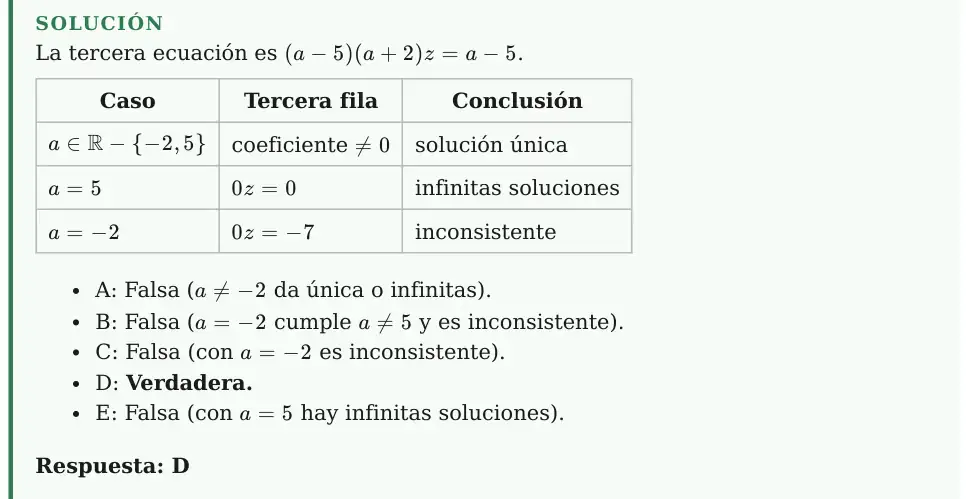 SOLUCIÓN
La tercera ecuación es (a − 5)(a + 2)z = a − 5.
Caso Tercera fila Conclusión
a ∈ ℝ − {−2, 5} coeficiente ≠ 0 solución única
a = 5 0z = 0 infinitas soluciones
a = −2 0z = −7 inconsistente
• A: Falsa (a ≠ −2 da única o infinitas).
• B: Falsa (a = −2 cumple a ≠ 5 y es inconsistente).
• C: Falsa (con a = −2 es inconsistente).
• D: Verdadera.
• E: Falsa (con a = 5 hay infinitas soluciones).
Respuesta: D